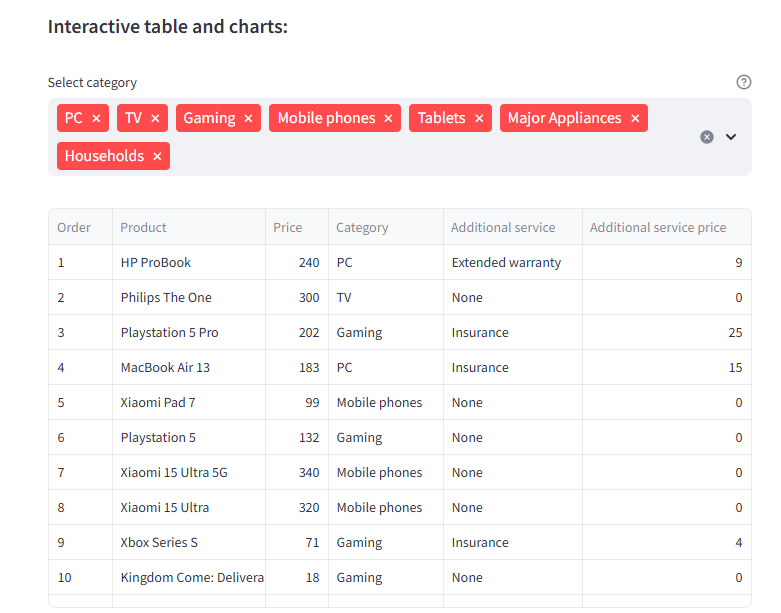 Interactive table and charts:
Select category
PC × TV × Gaming × Mobile phones × Tablets × Major Appliances ×
Households ×
Order Product Price Category Additional service Additional service price
1 HP ProBook 240 PC Extended warranty 9
2 Philips The One 300 TV None 0
3 Playstation 5 Pro 202 Gaming Insurance 25
4 MacBook Air 13 183 PC Insurance 15
5 Xiaomi Pad 7 99 Mobile phones None 0
6 Playstation 5 132 Gaming None 0
7 Xiaomi 15 Ultra 5G 340 Mobile phones None 0
8 Xiaomi 15 Ultra 320 Mobile phones None 0
9 Xbox Series S 71 Gaming Insurance 4
10 Kingdom Come: Delivera 18 Gaming None 0